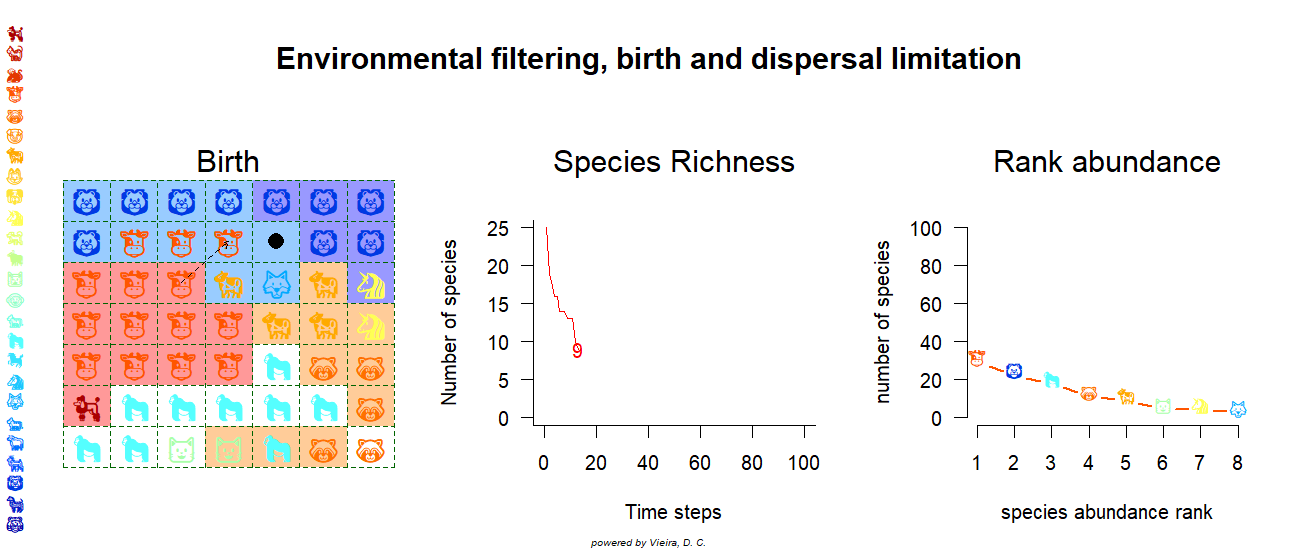 Environmental filtering, birth and dispersal limitation
Birth
Species Richness
Number of species
25
20
15
10
5
0
9
0 20 40 60 80 100
Time steps
Rank abundance
number of species
100
80
60
40
20
0
1 2 3 4 5 6 7 8
species abundance rank
powered by Vieira, D. C.